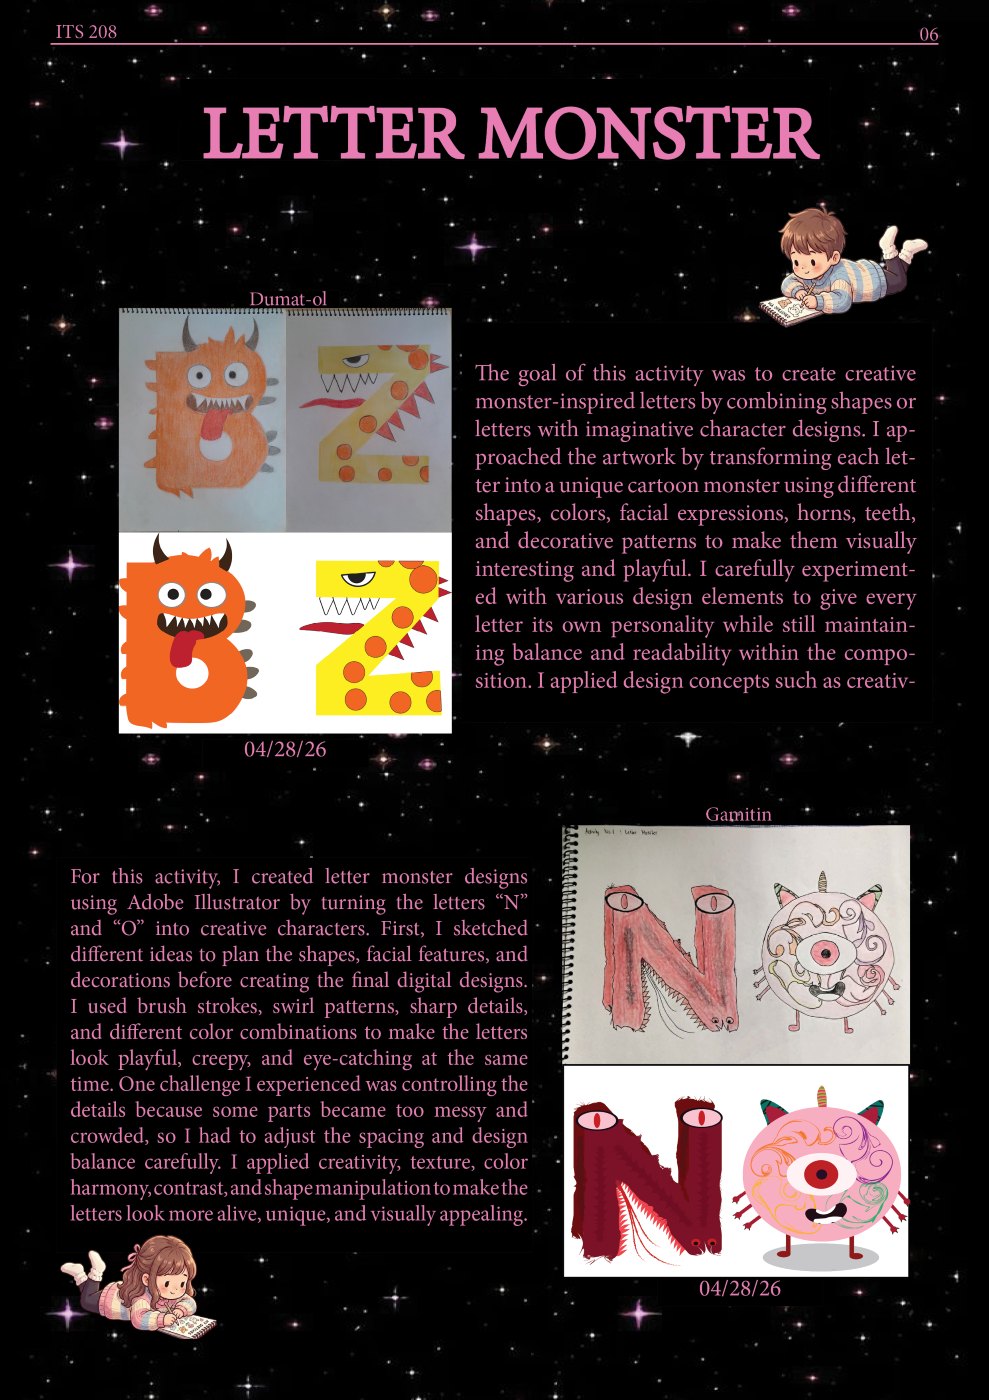 ITS 208
06
LETTER MONSTER
Dumat-ol
The goal of this activity was to create creative
monster-inspired letters by combining shapes or
letters with imaginative character designs. I ap-
proached the artwork by transforming each let-
ter into a unique cartoon monster using different
shapes, colors, facial expressions, horns, teeth,
and decorative patterns to make them visually
interesting and playful. I carefully experiment-
ed with various design elements to give every
letter its own personality while still maintain-
ing balance and readability within the compo-
sition. I applied design concepts such as creativ-
04/28/26
Gamitin
Activity No.1 : Letter Monster
For this activity, I created letter monster designs
using Adobe Illustrator by turning the letters “N”
and “O” into creative characters. First, I sketched
different ideas to plan the shapes, facial features, and
decorations before creating the final digital designs.
I used brush strokes, swirl patterns, sharp details,
and different color combinations to make the letters
look playful, creepy, and eye-catching at the same
time. One challenge I experienced was controlling the
details because some parts became too messy and
crowded, so I had to adjust the spacing and design
balance carefully. I applied creativity, texture, color
harmony, contrast, and shape manipulation to make the
letters look more alive, unique, and visually appealing.
04/28/26